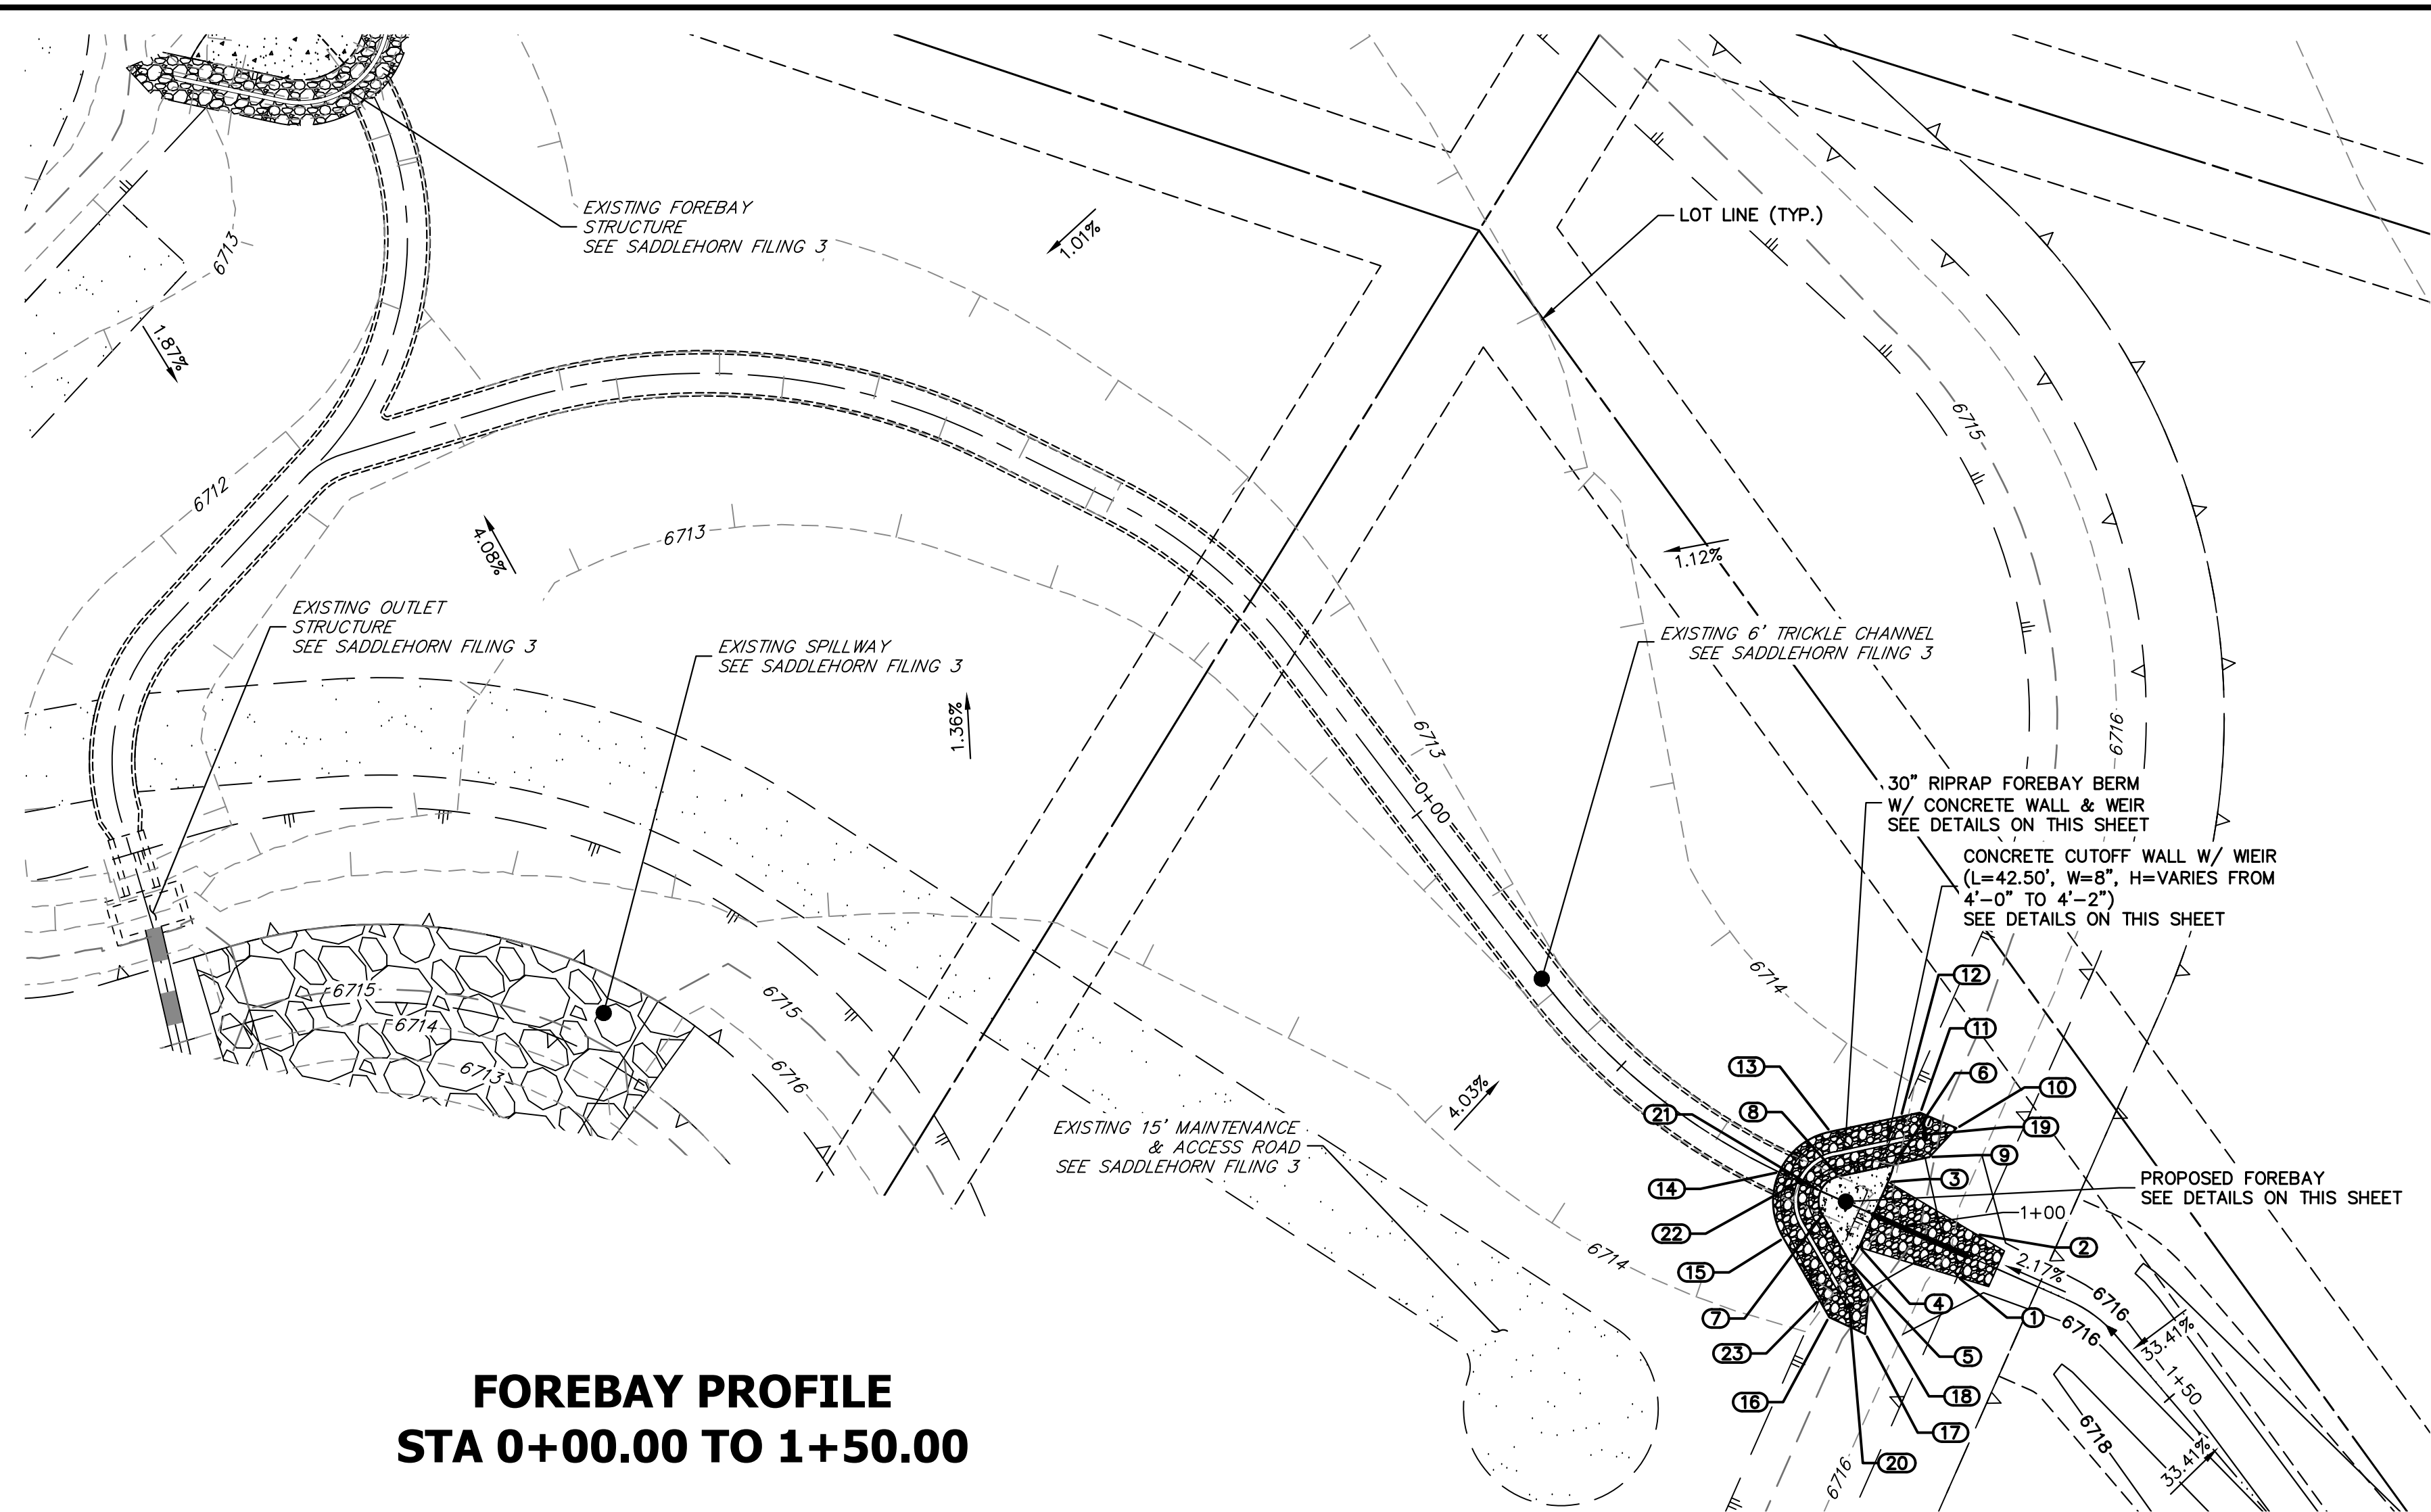 EXISTING FOREBAY
STRUCTURE
SEE SADDLEHORN FILING 3
1.01%
LOT LINE (TYP.)
6713
1.87%
6715
6712
4.08%
6713
1.12%
EXISTING OUTLET
STRUCTURE
SEE SADDLEHORN FILING 3
EXISTING SPILLWAY
SEE SADDLEHORN FILING 3
EXISTING 6' TRICKLE CHANNEL
SEE SADDLEHORN FILING 3
1.36%
6713
6716
0+00
30" RIPRAP FOREBAY BERM
W/ CONCRETE WALL & WEIR
SEE DETAILS ON THIS SHEET
CONCRETE CUTOFF WALL W/ WIEIR
(L=42.50', W=8", H=VARIES FROM
4'-0" TO 4'-2")
SEE DETAILS ON THIS SHEET
6715
6714
6713
6715
6716
6714
12
11
13
6
10
8
21
19
9
3
14
EXISTING 15' MAINTENANCE
& ACCESS ROAD
SEE SADDLEHORN FILING 3
4.03%
PROPOSED FOREBAY
SEE DETAILS ON THIS SHEET
1+00
22
2
6714
15
2.17%
4
7
1
6716
6716
33.41%
23
5
18
16
1+50
17
20
6718
6716
33.41%
FOREBAY PROFILE
STA 0+00.00 TO 1+50.00